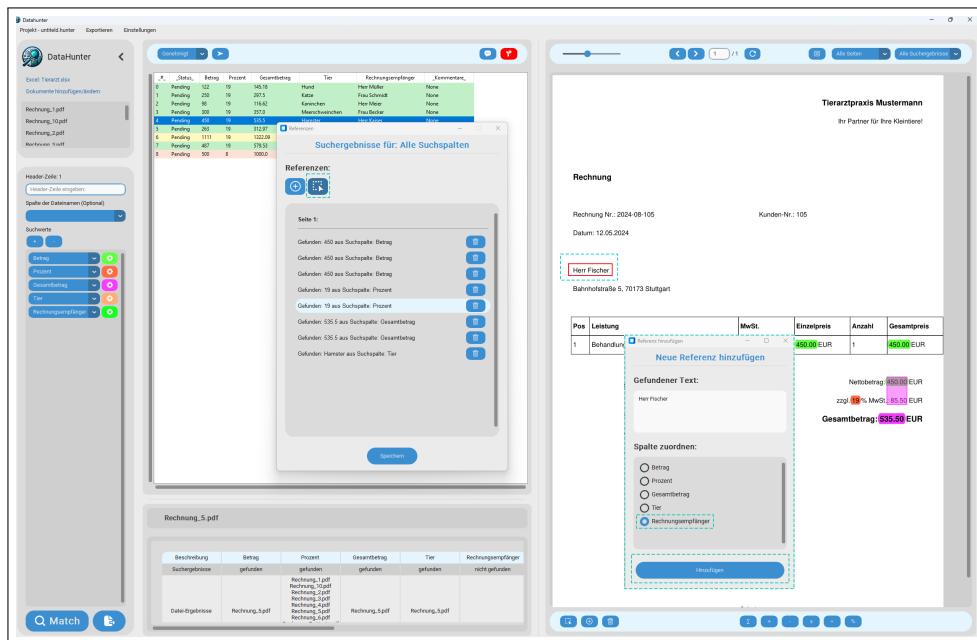 Datahunter
Projekt - untiteld.hunter Exportieren Einstellungen
DataHunter
Excel: Tierarzt.xlsx
Dokumente hinzufügen/ändern
Rechnung_1.pdf
Rechnung_10.pdf
Rechnung_2.pdf
Rechnung_3.pdf
Header-Zeile: 1
Header-Zeile eingeben:
Spalte der Dateinamen (Optional)
Suchwerte
+ -
Betrag
Prozent
Gesamtbetrag
Tier
Rechnungsempfänger
Match
Genehmigt
_#_ _Status_ Betrag Prozent Gesamtbetrag Tier Rechnungsempfänger _Kommentare_
0 Pending 122 19 145.18 Hund Herr Müller None
1 Pending 250 19 297.5 Katze Frau Schmidt None
2 Pending 98 19 116.62 Kaninchen Herr Meier None
3 Pending 300 19 357.0 Meerschweinchen Frau Becker None
4 Pending 450 19 535.5 Hamster Herr Kaiser None
5 Pending 263 19 312.97
6 Pending 1111 19 1322.09
7 Pending 487 19 579.53
8 Pending 500 8 1000.0
Referenzen
Suchergebnisse für: Alle Suchspalten
Referenzen:
Seite 1:
Gefunden: 450 aus Suchspalte: Betrag
Gefunden: 450 aus Suchspalte: Betrag
Gefunden: 450 aus Suchspalte: Betrag
Gefunden: 19 aus Suchspalte: Prozent
Gefunden: 19 aus Suchspalte: Prozent
Gefunden: 535.5 aus Suchspalte: Gesamtbetrag
Gefunden: 535.5 aus Suchspalte: Gesamtbetrag
Gefunden: Hamster aus Suchspalte: Tier
Speichern
Rechnung_5.pdf
Beschreibung Betrag Prozent Gesamtbetrag Tier Rechnungsempfänger
Suchergebnisse gefunden gefunden gefunden gefunden nicht gefunden
Rechnung_1.pdf
Rechnung_10.pdf
Rechnung_2.pdf
Rechnung_3.pdf
Rechnung_4.pdf
Datei-Ergebnisse Rechnung_5.pdf Rechnung_5.pdf Rechnung_5.pdf Rechnung_5.pdf
Rechnung_6.pdf
1 /1
Alle Seiten
Alle Suchergebnisse
Tierarztpraxis Mustermann
Ihr Partner für Ihre Kleintiere!
Rechnung
Rechnung Nr.: 2024-08-105 Kunden-Nr.: 105
Datum: 12.05.2024
Herr Fischer
Bahnhofstraße 5, 70173 Stuttgart
Pos Leistung MwSt. Einzelpreis Anzahl Gesamtpreis
1 Behandlun 450.00 EUR 1 450.00 EUR
Nettobetrag: 450.00 EUR
zzgl. 19 % MwSt.: 85.50 EUR
Gesamtbetrag: 535.50 EUR
Referenz hinzufügen
Neue Referenz hinzufügen
Gefundener Text:
Herr Fischer
Spalte zuordnen:
Betrag
Prozent
Gesamtbetrag
Tier
Rechnungsempfänger
Hinzufügen